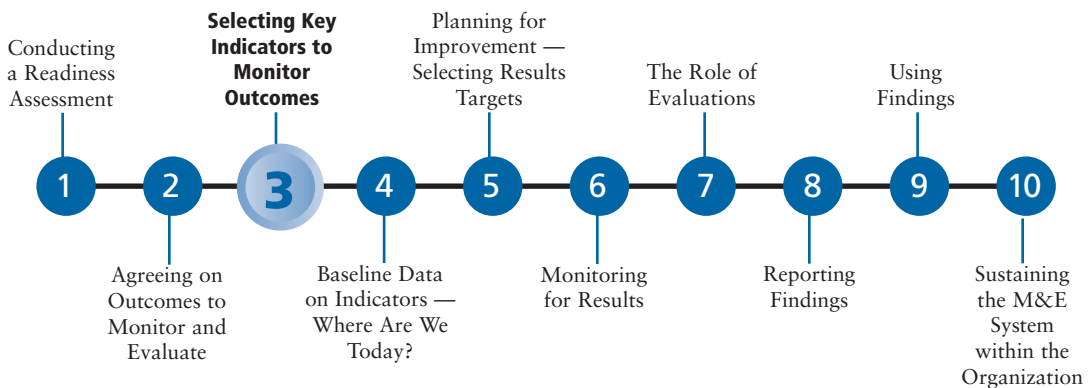 Conducting
a Readiness
Assessment
1
Agreeing on
Outcomes to
Monitor and
Evaluate
2
Selecting Key
Indicators to
Monitor
Outcomes
3
Baseline Data
on Indicators —
Where Are We
Today?
4
Planning for
Improvement —
Selecting Results
Targets
5
Monitoring
for Results
6
The Role of
Evaluations
7
Reporting
Findings
8
Using
Findings
9
Sustaining
the M&E
System
within the
Organization
10